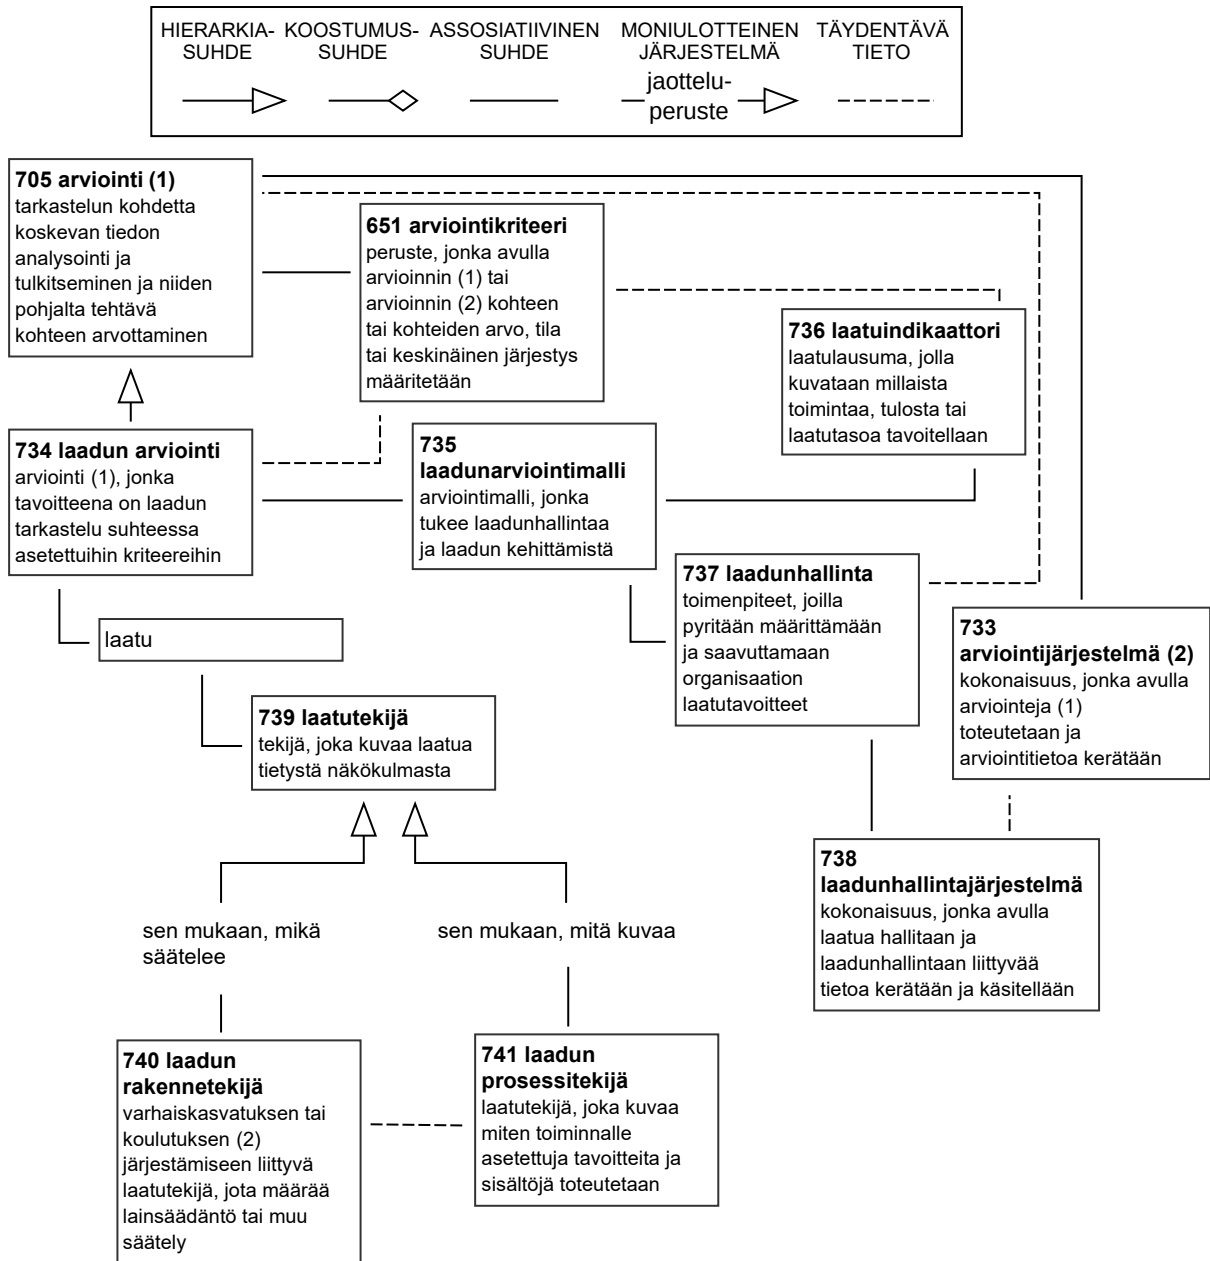 HIERARKIA-
SUHDE
KOOSTUMUS-
SUHDE
ASSOSIATIIVINEN
SUHDE
MONIULOTTEINEN
JÄRJESTELMÄ
TÄYDENTÄVÄ
TIETO
jaottelu-
peruste
705 arviointi (1)
tarkastelun kohdetta
koskevan tiedon
analysointi ja
tulkitseminen ja niiden
pohjalta tehtävä
kohteen arvottaminen
651 arviointikriteeri
peruste, jonka avulla
arvioinnin (1) tai
arvioinnin (2) kohteen
tai kohteiden arvo, tila
tai keskinäinen järjestys
määritetään
736 laatuindikaattori
laatulausuma, jolla
kuvataan millaista
toimintaa, tulosta tai
laatutasoa tavoitellaan
734 laadun arviointi
arviointi (1), jonka
tavoitteena on laadun
tarkastelu suhteessa
asetettuihin kriteereihin
735
laadunarviointimalli
arviointimalli, jonka
tukee laadunhallintaa
ja laadun kehittämistä
737 laadunhallinta
toimenpiteet, joilla
pyritään määrittämään
ja saavuttamaan
organisaation
laatutavoitteet
733
arviointijärjestelmä (2)
kokonaisuus, jonka avulla
arviointeja (1)
toteutetaan ja
arviointitietoa kerätään
laatu
739 laatutekijä
tekijä, joka kuvaa laatua
tietystä näkökulmasta
738
laadunhallintajärjestelmä
kokonaisuus, jonka avulla
laatua hallitaan ja
laadunhallintaan liittyvää
tietoa kerätään ja käsitellään
sen mukaan, mikä
säätelee
sen mukaan, mitä kuvaa
740 laadun
rakennetekijä
varhaiskasvatuksen tai
koulutuksen (2)
järjestämiseen liittyvä
laatutekijä, jota määrää
lainsäädäntö tai muu
säätely
741 laadun
prosessitekijä
laatutekijä, joka kuvaa
miten toiminnalle
asetettuja tavoitteita ja
sisältöjä toteutetaan